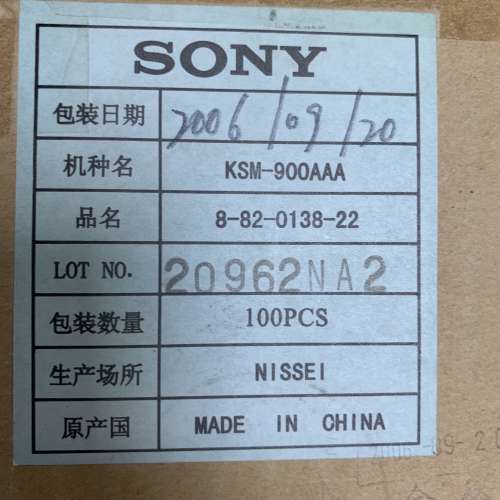 SONY
包装日期 2006/09/20
机种名 KSM-900AAA
品名 8-82-0138-22
LOT NO. 20962NA2
包装数量 100PCS
生产场所 NISSEI
原产国 MADE IN CHINA